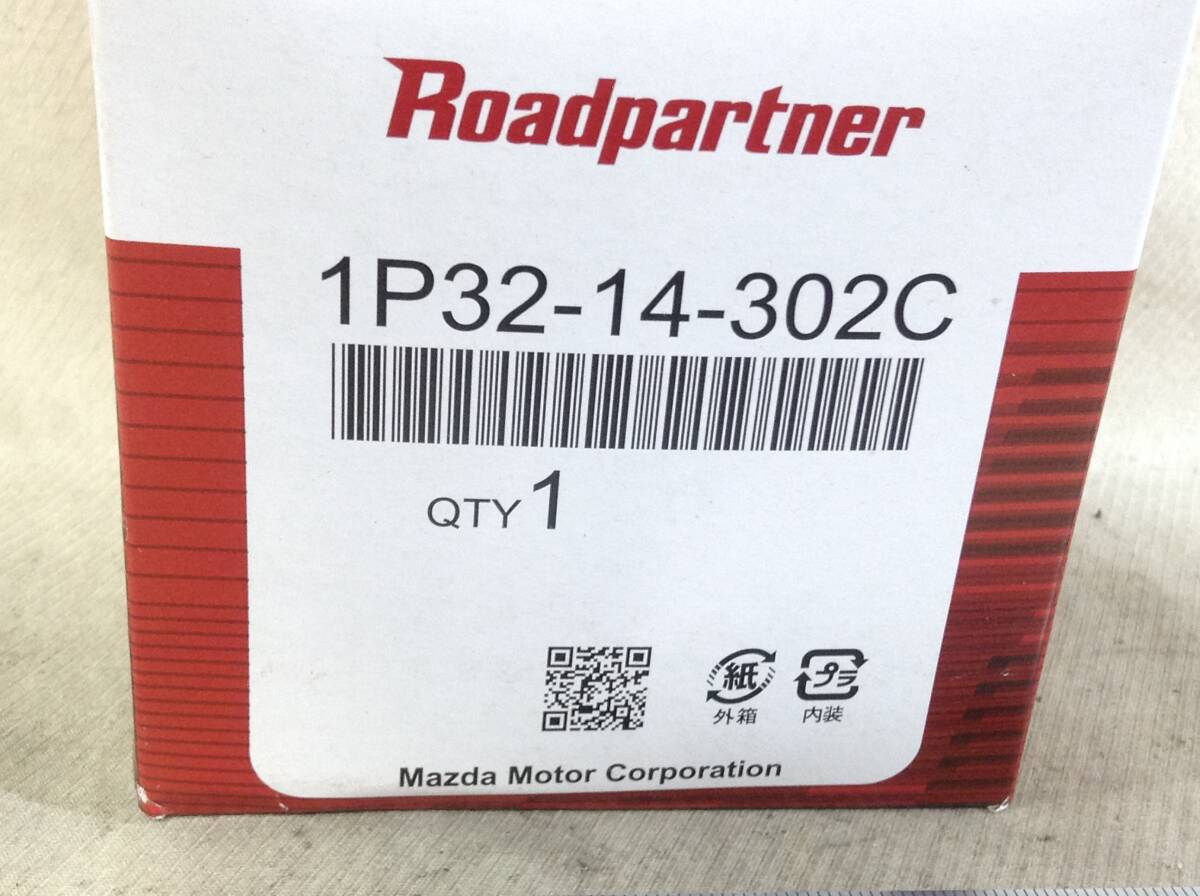 Roadpartner
1P32-14-302C
QTY 1
紙
プラ
外箱
内装
Mazda Motor Corporation